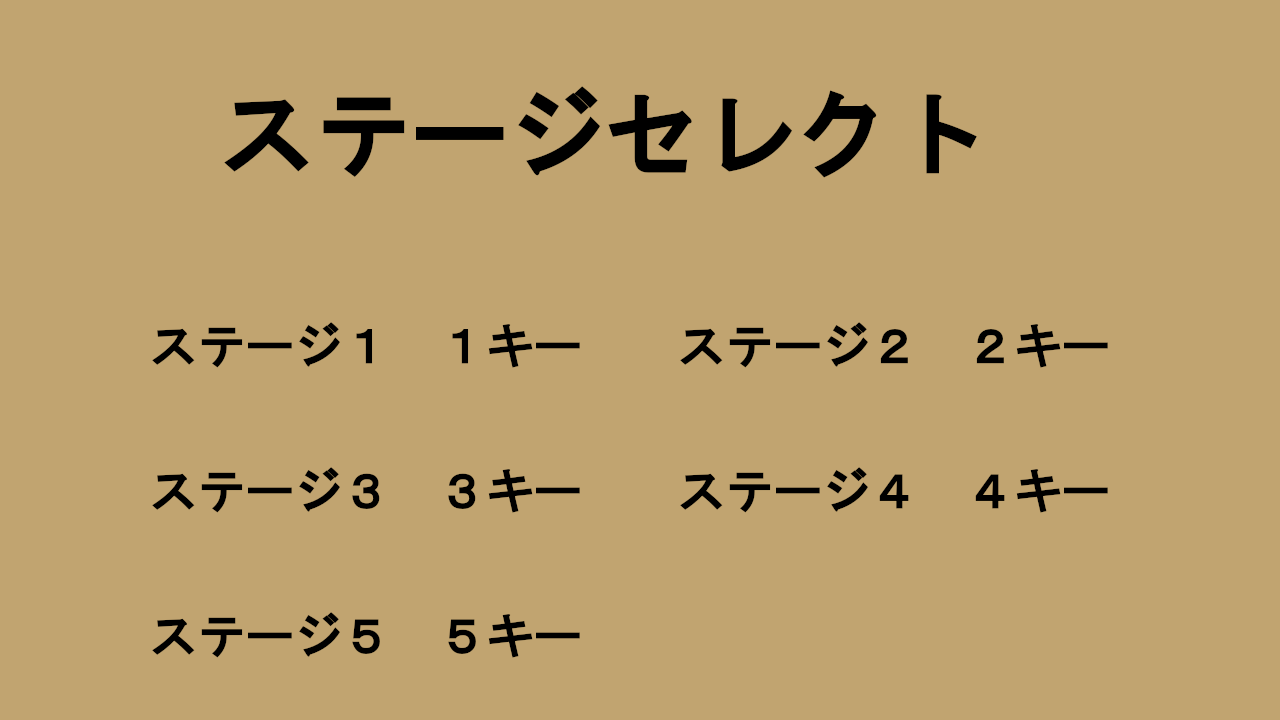 ステージセレクト
ステージ１　１キー　　ステージ２　２キー
ステージ３　３キー　　ステージ４　４キー
ステージ５　５キー